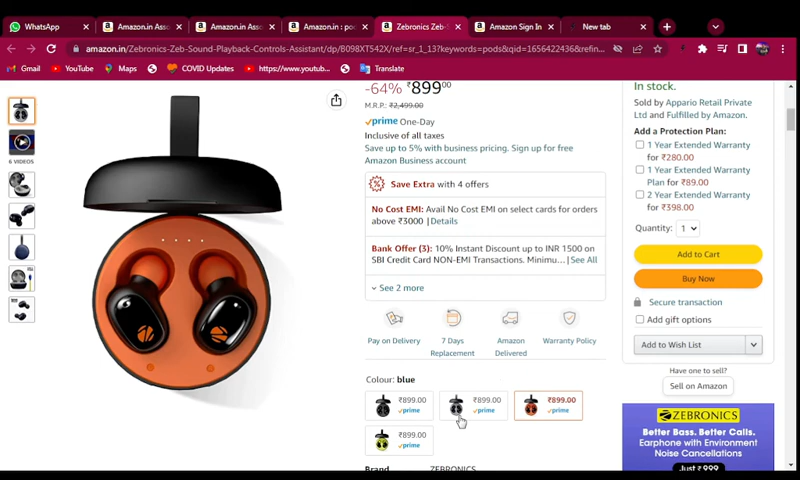 WhatsApp
Amazon.in Ass
Amazon.in Ass
Amazon.in : po
Zebronics Zeb-S
Amazon Sign In
New tab
amazon.in/Zebronics-Zeb-Sound-Playback-Controls-Assistant/dp/B098XT542X/ref=sr_1_13?keywords=pods&qid=1656422436&refin...
Gmail
YouTube
Maps
COVID Updates
https://www.youtub...
Translate
-64% ₹899⁰⁰
M.R.P.: ₹2,499.00
prime One-Day
Inclusive of all taxes
Save up to 5% with business pricing. Sign up for free
Amazon Business account
Save Extra with 4 offers
No Cost EMI: Avail No Cost EMI on select cards for orders
above ₹3000 | Details
Bank Offer (3): 10% Instant Discount up to INR 1500 on
SBI Credit Card NON-EMI Transactions. Minimu... | See All
See 2 more
Pay on Delivery
7 Days
Replacement
Amazon
Delivered
Warranty Policy
Colour: blue
₹899.00
prime
₹899.00
prime
₹899.00
prime
₹899.00
prime
Brand ZEBRONICS
6 VIDEOS
In stock.
Sold by Appario Retail Private
Ltd and Fulfilled by Amazon.
Add a Protection Plan:
1 Year Extended Warranty
for ₹280.00
1 Year Extended Warranty
Plan for ₹89.00
2 Year Extended Warranty
for ₹398.00
Quantity: 1
Add to Cart
Buy Now
Secure transaction
Add gift options
Add to Wish List
Have one to sell?
Sell on Amazon
ZEBRONICS
Better Bass. Better Calls.
Earphone with Environment
Noise Cancellations
Just ₹999